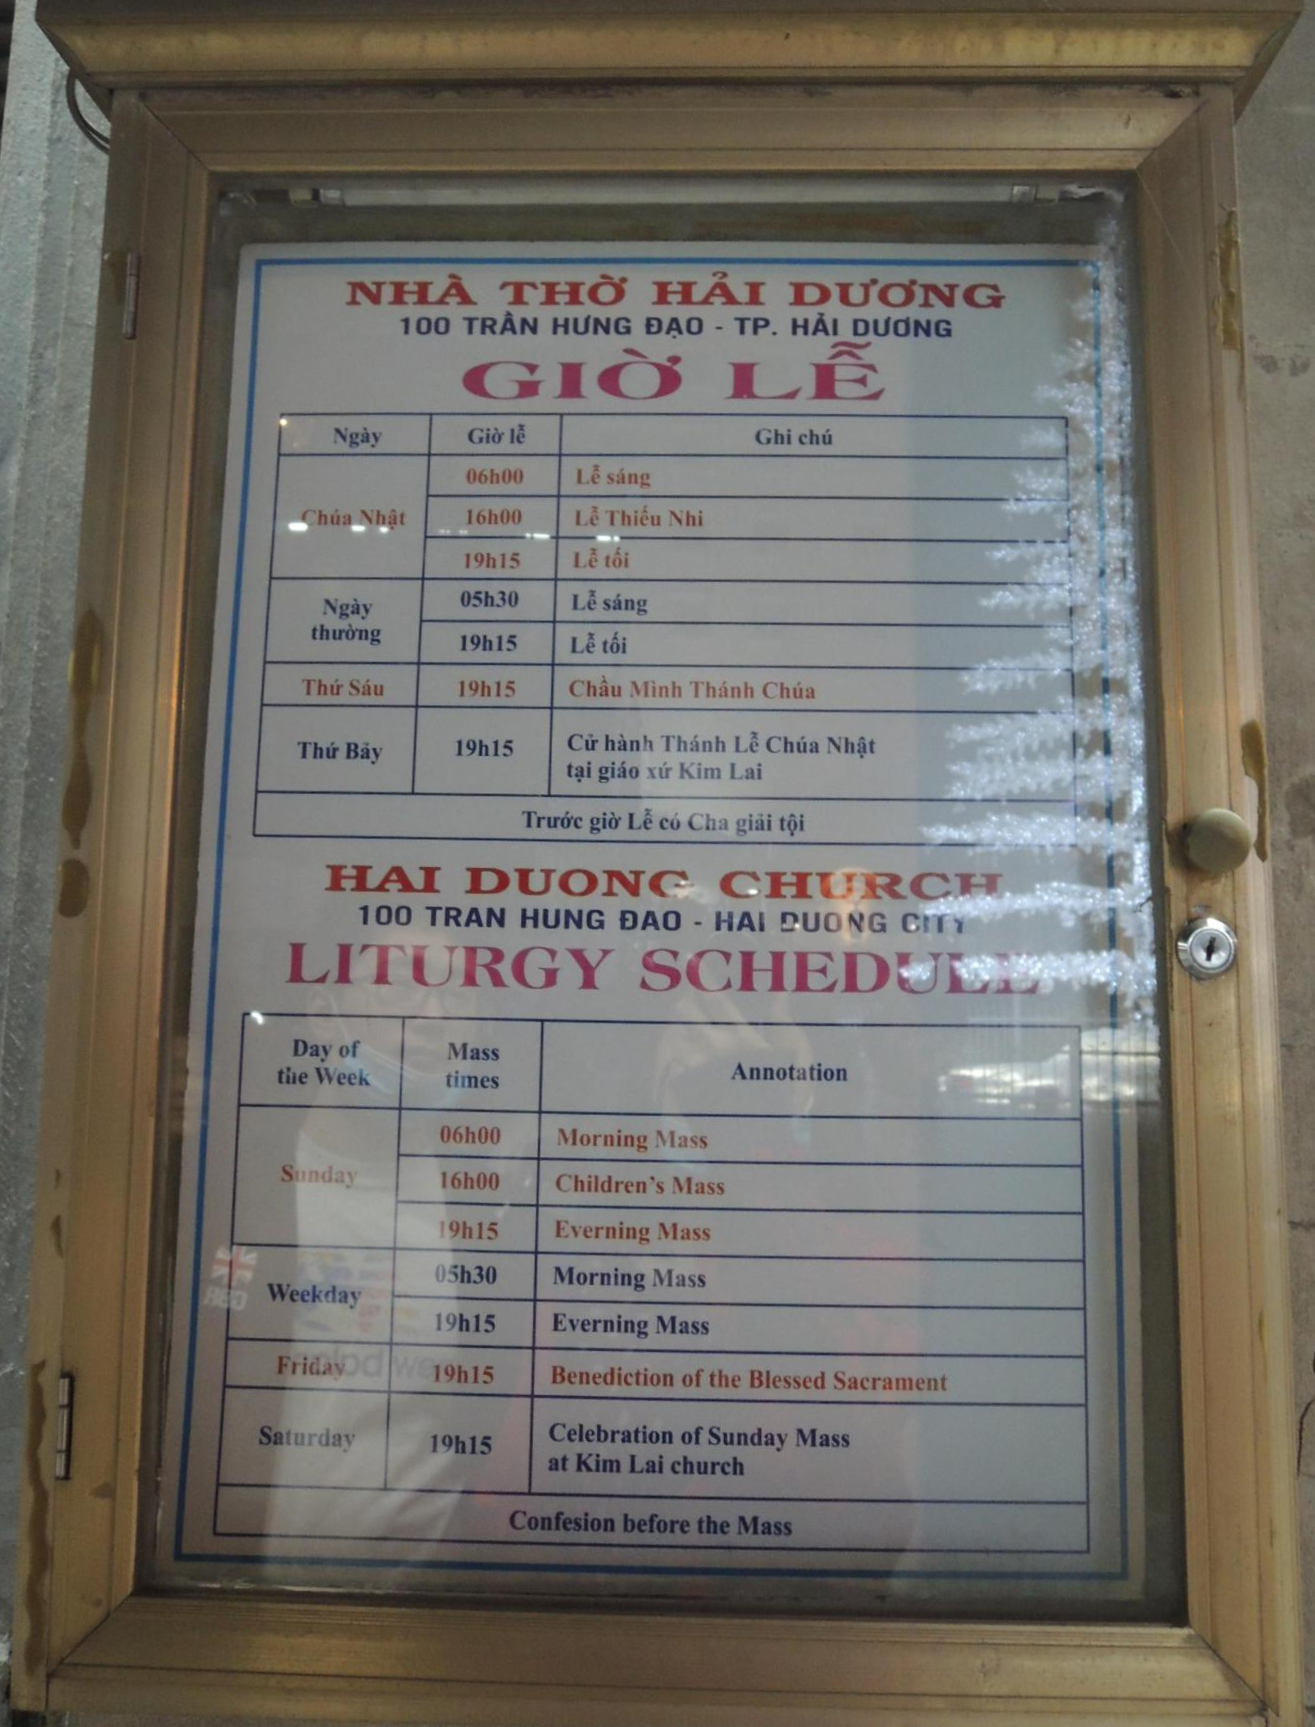 NHÀ THỜ HẢI DƯƠNG
100 TRẦN HƯNG ĐẠO - TP. HẢI DƯƠNG
GIỜ LỄ
Ngày Giờ lễ Ghi chú
06h00 Lễ sáng
Chúa Nhật 16h00 Lễ Thiếu Nhi
19h15 Lễ tối
Ngày 05h30 Lễ sáng
thường 19h15 Lễ tối
Thứ Sáu 19h15 Chầu Mình Thánh Chúa
Thứ Bảy 19h15 Cử hành Thánh Lễ Chúa Nhật
tại giáo xứ Kim Lai
Trước giờ Lễ có Cha giải tội
HAI DUONG CHURCH
100 TRAN HUNG ĐAO - HAI DUONG CITY
LITURGY SCHEDULE
Day of Mass Annotation
the Week times
06h00 Morning Mass
Sunday 16h00 Children's Mass
19h15 Everning Mass
Weekday 05h30 Morning Mass
19h15 Everning Mass
Friday 19h15 Benediction of the Blessed Sacrament
Saturday 19h15 Celebration of Sunday Mass
at Kim Lai church
Confesion before the Mass